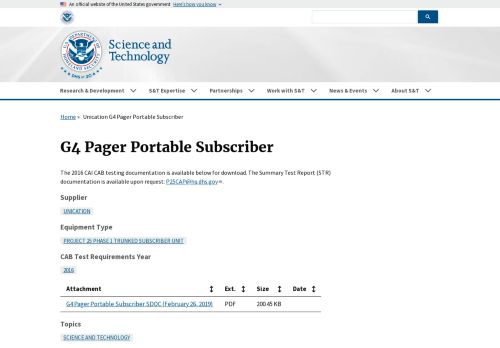 An official website of the United States government Here's how you know
Science and
Technology
Research & Development
S&T Expertise
Partnerships
Work with S&T
News & Events
About S&T
Home » Unication G4 Pager Portable Subscriber
G4 Pager Portable Subscriber
The 2016 CAI CAB testing documentation is available below for download. The Summary Test Report (STR)
documentation is available upon request: P25CAP@hq.dhs.gov.
Supplier
UNICATION
Equipment Type
PROJECT 25 PHASE 1 TRUNKED SUBSCRIBER UNIT
CAB Test Requirements Year
2016
Attachment Ext. Size Date
G4 Pager Portable Subscriber SDOC (February 26, 2019) PDF 200.45 KB
Topics
SCIENCE AND TECHNOLOGY